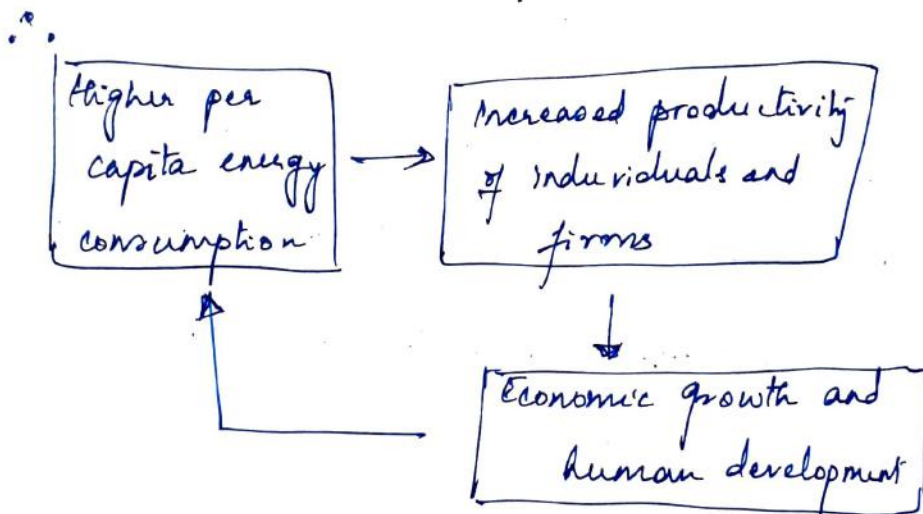 ∴
Higher per
capita energy
consumption
Increased productivity
of individuals and
firms
Economic growth and
human development